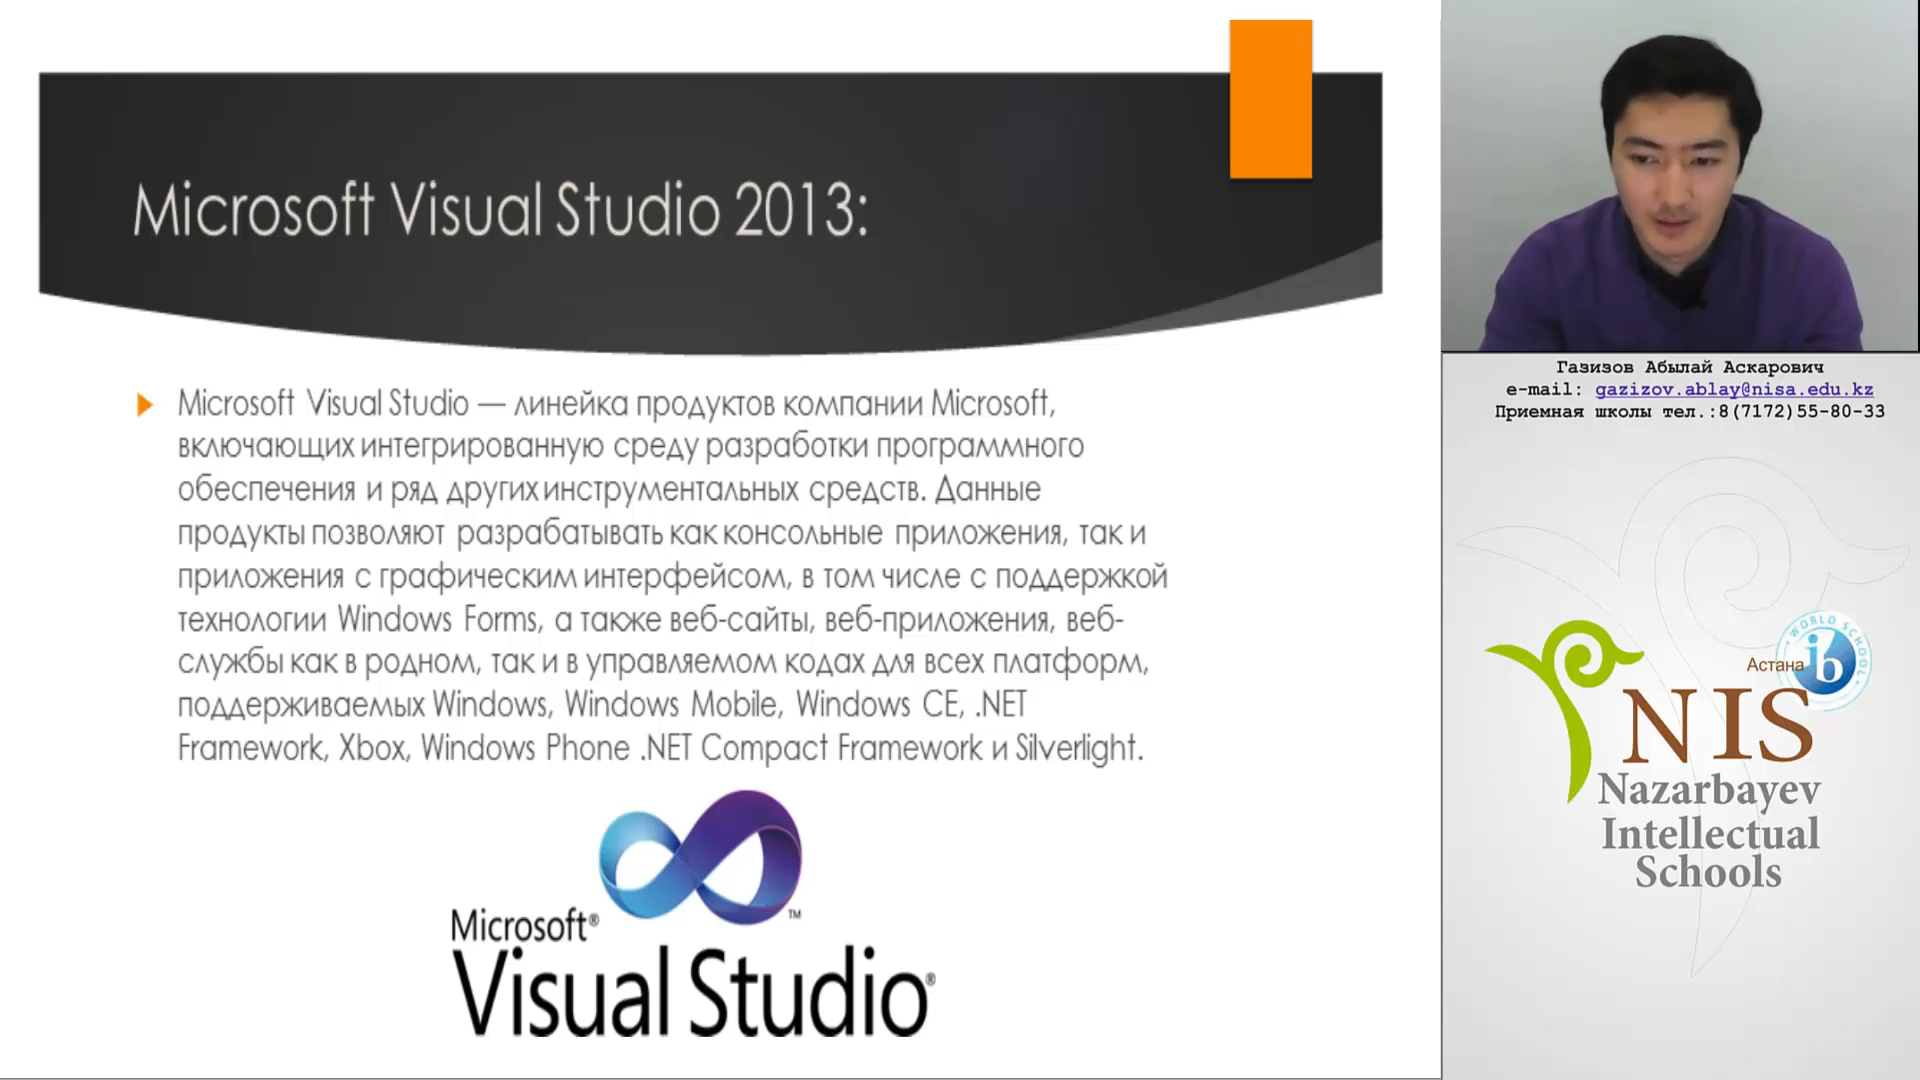 Microsoft Visual Studio 2013:
Microsoft Visual Studio — линейка продуктов компании Microsoft,
включающих интегрированную среду разработки программного
обеспечения и ряд других инструментальных средств. Данные
продукты позволяют разрабатывать как консольные приложения, так и
приложения с графическим интерфейсом, в том числе с поддержкой
технологии Windows Forms, а также веб-сайты, веб-приложения, веб-
службы как в родном, так и в управляемом кодах для всех платформ,
поддерживаемых Windows, Windows Mobile, Windows CE, .NET
Framework, Xbox, Windows Phone .NET Compact Framework и Silverlight.
Microsoft®
TM
Visual Studio®
Газизов Абылай Аскарович
e-mail: gazizov.ablay@nisa.edu.kz
Приемная школы тел.:8(7172)55-80-33
WORLD SCHOOL
Астана
ib
NIS
Nazarbayev
Intellectual
Schools